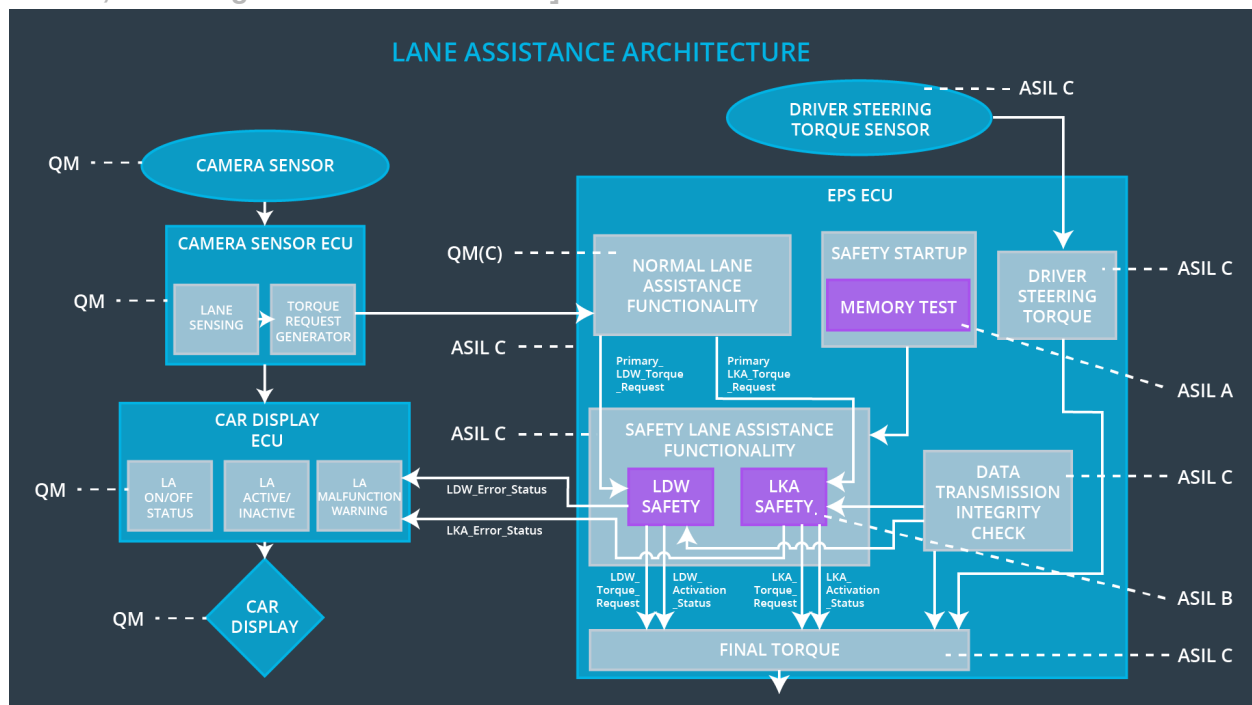 LANE ASSISTANCE ARCHITECTURE
ASIL C
DRIVER STEERING
TORQUE SENSOR
QM
CAMERA SENSOR
EPS ECU
CAMERA SENSOR ECU
QM(C)
NORMAL LANE
ASSISTANCE
FUNCTIONALITY
SAFETY STARTUP
MEMORY TEST
DRIVER
STEERING
TORQUE
ASIL C
QM
LANE
SENSING
TORQUE
REQUEST
GENERATOR
ASIL C
Primary_
LDW_Torque
_Request
Primary
LKA_Torque
_Request
ASIL A
CAR DISPLAY
ECU
ASIL C
SAFETY LANE ASSISTANCE
FUNCTIONALITY
QM
LA
ON/OFF
STATUS
LA
ACTIVE/
INACTIVE
LA
MALFUNCTION
WARNING
LDW_Error_Status
LKA_Error_Status
LDW
SAFETY
LKA
SAFETY
DATA
TRANSMISSION
INTEGRITY
CHECK
ASIL C
LDW_
Torque_
Request
LDW_
Activation
_Status
LKA_
Torque_
Request
LKA_
Activation
_Status
ASIL B
QM
CAR
DISPLAY
FINAL TORQUE
ASIL C